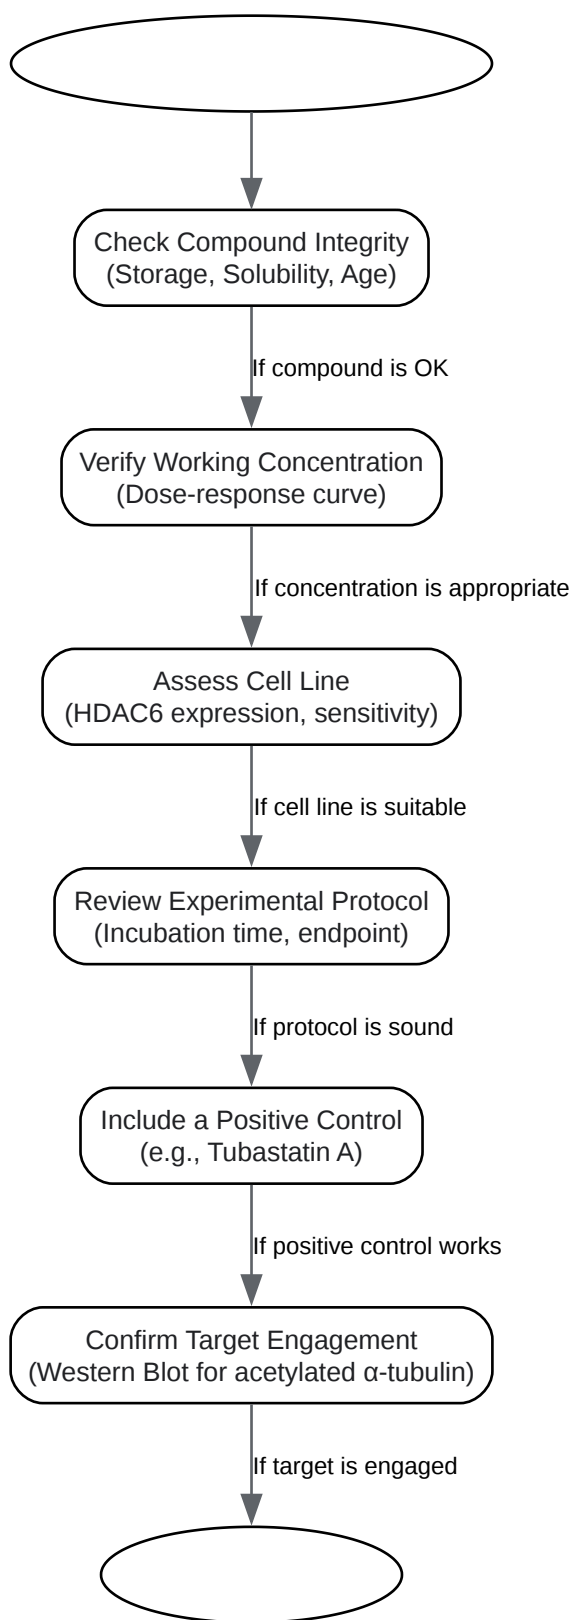 Check Compound Integrity
(Storage, Solubility, Age)
If compound is OK
Verify Working Concentration
(Dose-response curve)
If concentration is appropriate
Assess Cell Line
(HDAC6 expression, sensitivity)
If cell line is suitable
Review Experimental Protocol
(Incubation time, endpoint)
If protocol is sound
Include a Positive Control
(e.g., Tubastatin A)
If positive control works
Confirm Target Engagement
(Western Blot for acetylated α-tubulin)
If target is engaged